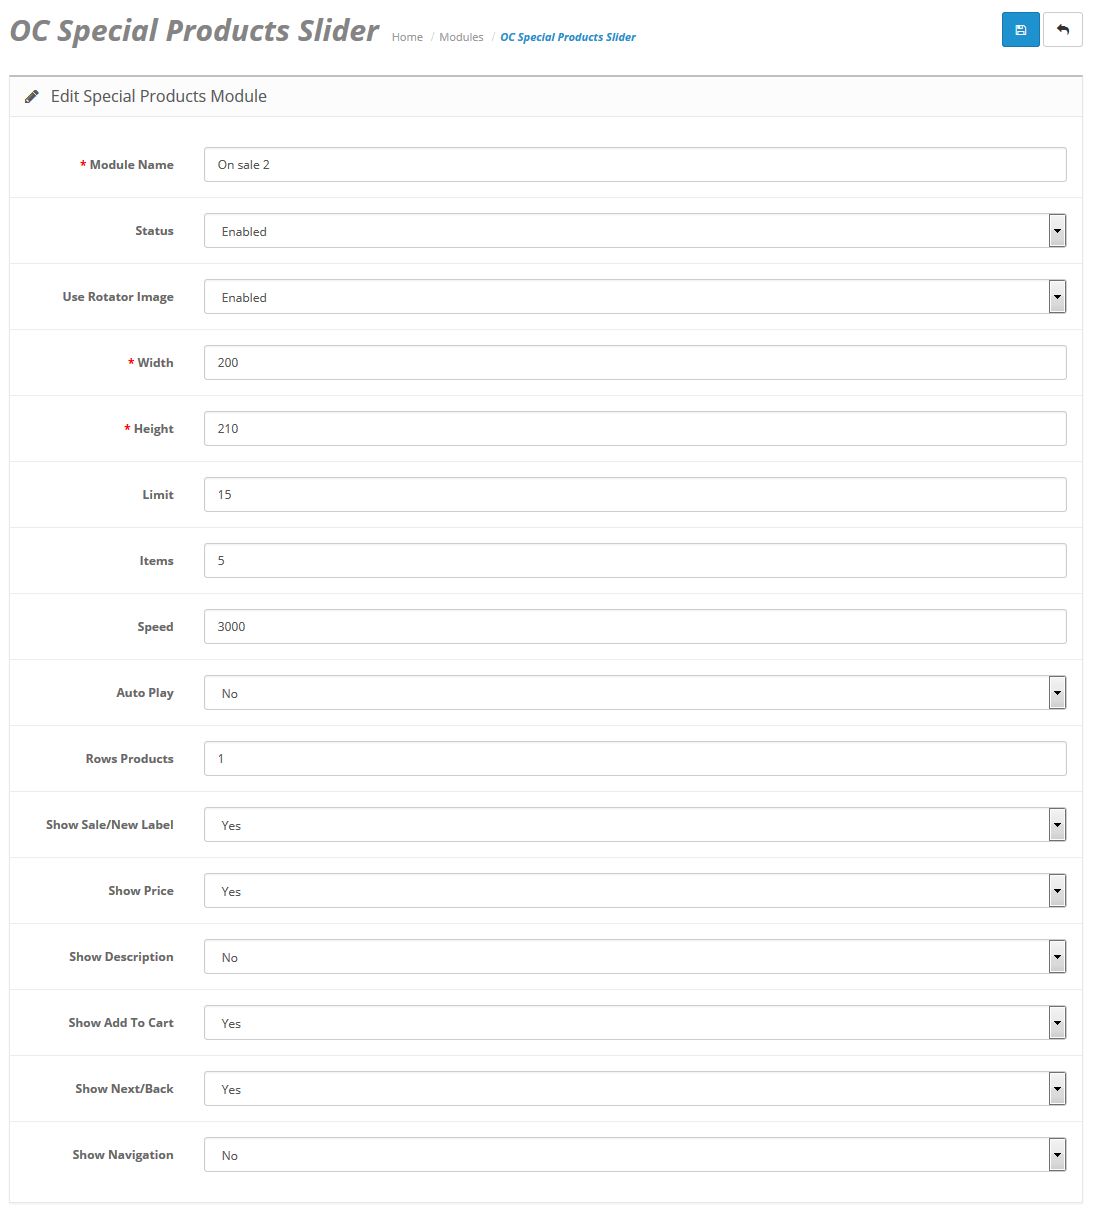 OC Special Products Slider Home / Modules / OC Special Products Slider
Edit Special Products Module
* Module Name On sale 2
Status Enabled
Use Rotator Image Enabled
* Width 200
* Height 210
Limit 15
Items 5
Speed 3000
Auto Play No
Rows Products 1
Show Sale/New Label Yes
Show Price Yes
Show Description No
Show Add To Cart Yes
Show Next/Back Yes
Show Navigation No